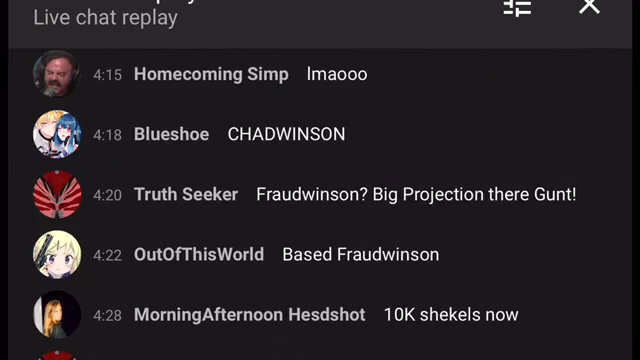 Live chat replay
4:15 Homecoming Simp lmaooo
4:18 Blueshoe CHADWINSON
4:20 Truth Seeker Fraudwinson? Big Projection there Gunt!
4:22 OutOfThisWorld Based Fraudwinson
4:28 MorningAfternoon Hesdshot 10K shekels now